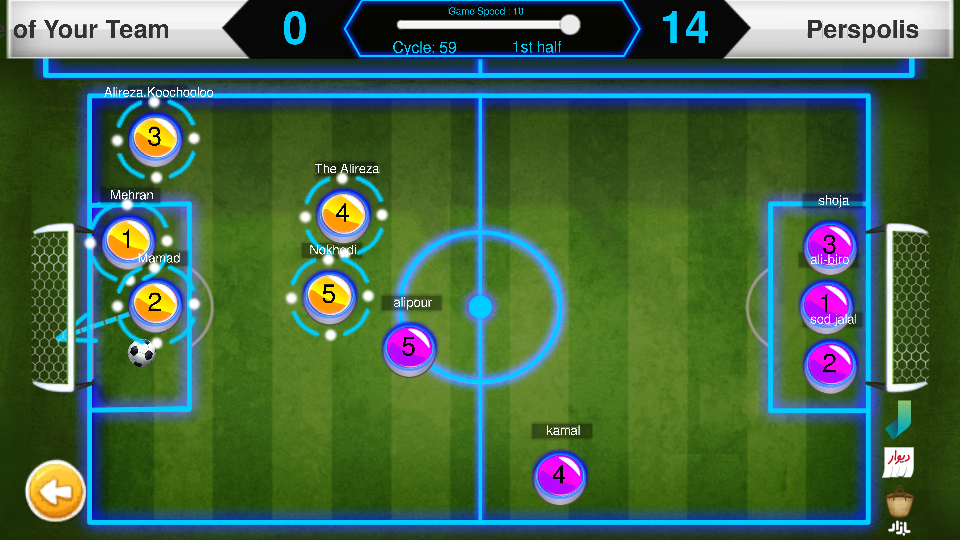 of Your Team
0
Game Speed : 10
Cycle: 59
1st half
14
Perspolis
Alireza.Koochooloo
3
The Alireza
4
Mehran
1
Mamad
2
Nokhodi
5
alipour
5
kamal
4
shoja
3
ali-biro
1
sod jalal
2
دیوار
بازار